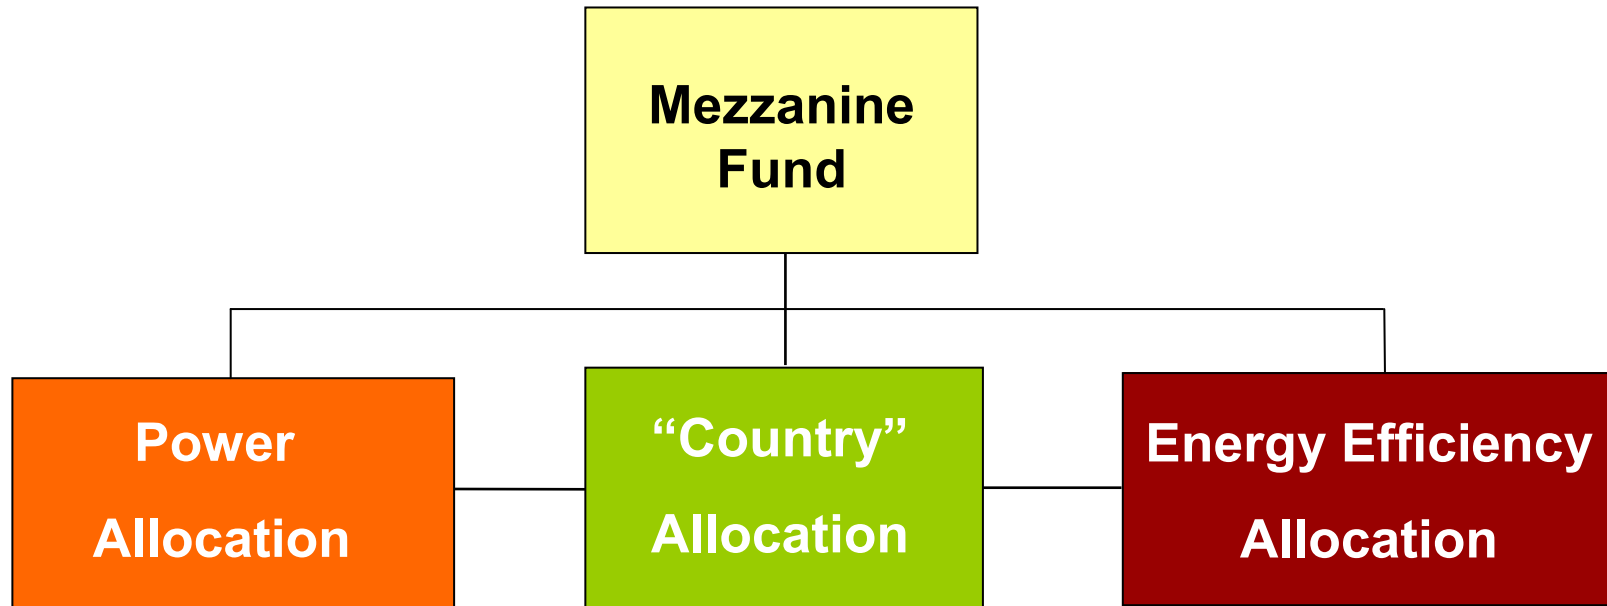 Mezzanine
Fund
Power
Allocation
“Country”
Allocation
Energy Efficiency
Allocation